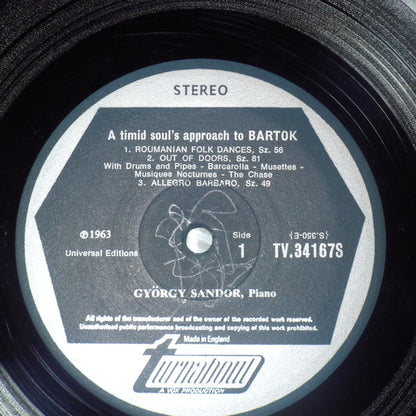 STEREO
A timid soul's approach to BARTOK
1. ROUMANIAN FOLK DANCES, Sz. 56
2. OUT OF DOORS, Sz. 81
With Drums and Pipes - Barcarolla - Musettes -
Musiques Nocturnes - The Chase
3. ALLEGRO BARBARO, Sz. 49
℗1963
Universal Editions
Side
1
{S.350-E}
TV.34167S
GYÖRGY SANDOR, Piano
All rights of the manufacturer and of the owner of the recorded work reserved.
Unauthorised public performance broadcasting and copying of this work prohibited.
Made in England
turnabout
A VOX PRODUCTION